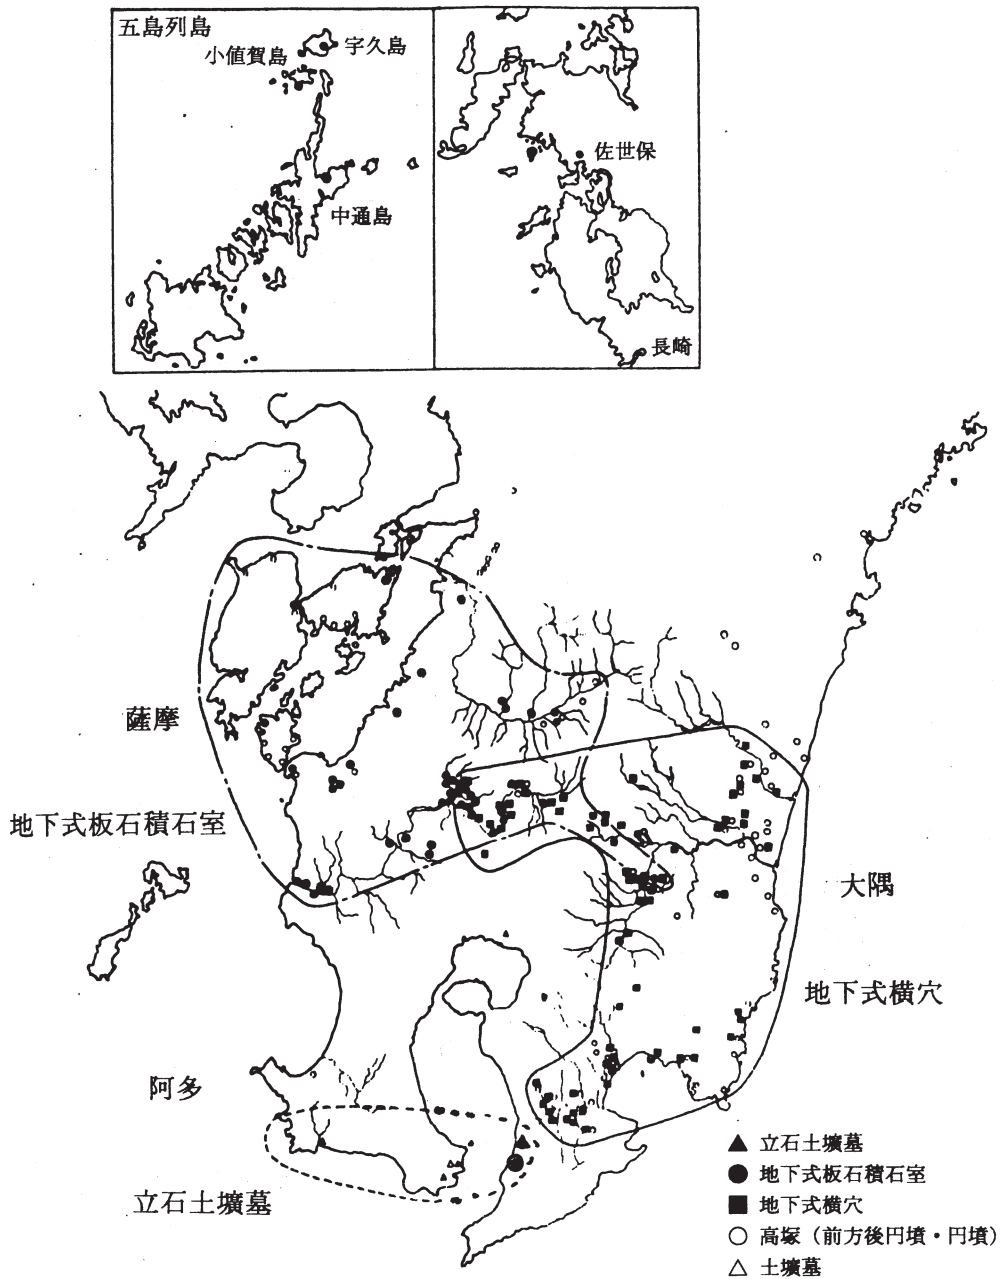 五島列島
小値賀島
宇久島
中通島
佐世保
長崎
薩摩
地下式板石積石室
大隅
地下式横穴
阿多
立石土壙墓
▲ 立石土壙墓
● 地下式板石積石室
■ 地下式横穴
○ 高塚（前方後円墳・円墳）
△ 土壙墓